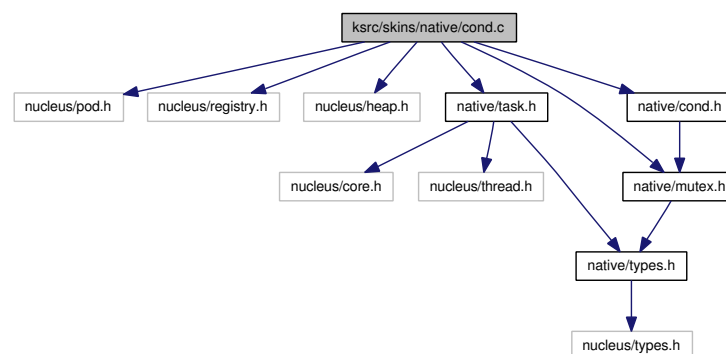 ksrc/skins/native/cond.c
nucleus/pod.h
nucleus/registry.h
nucleus/heap.h
native/task.h
native/cond.h
nucleus/core.h
nucleus/thread.h
native/mutex.h
native/types.h
nucleus/types.h